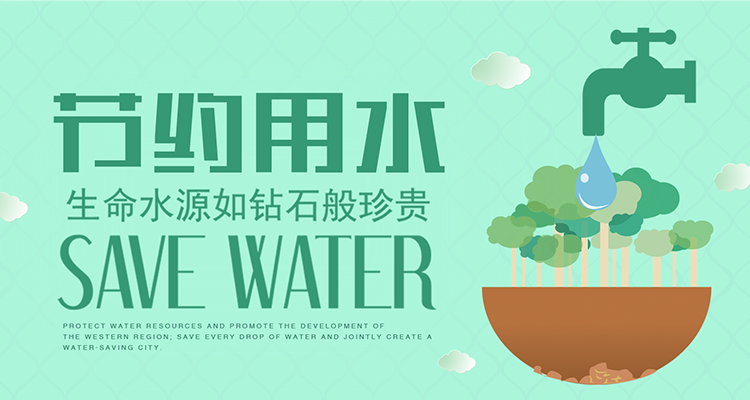 节约用水
生命水源如钻石般珍贵
SAVE WATER
PROTECT WATER RESOURCES AND PROMOTE THE DEVELOPMENT OF
THE WESTERN REGION; SAVE EVERY DROP OF WATER AND JOINTLY CREATE A
WATER-SAVING CITY.